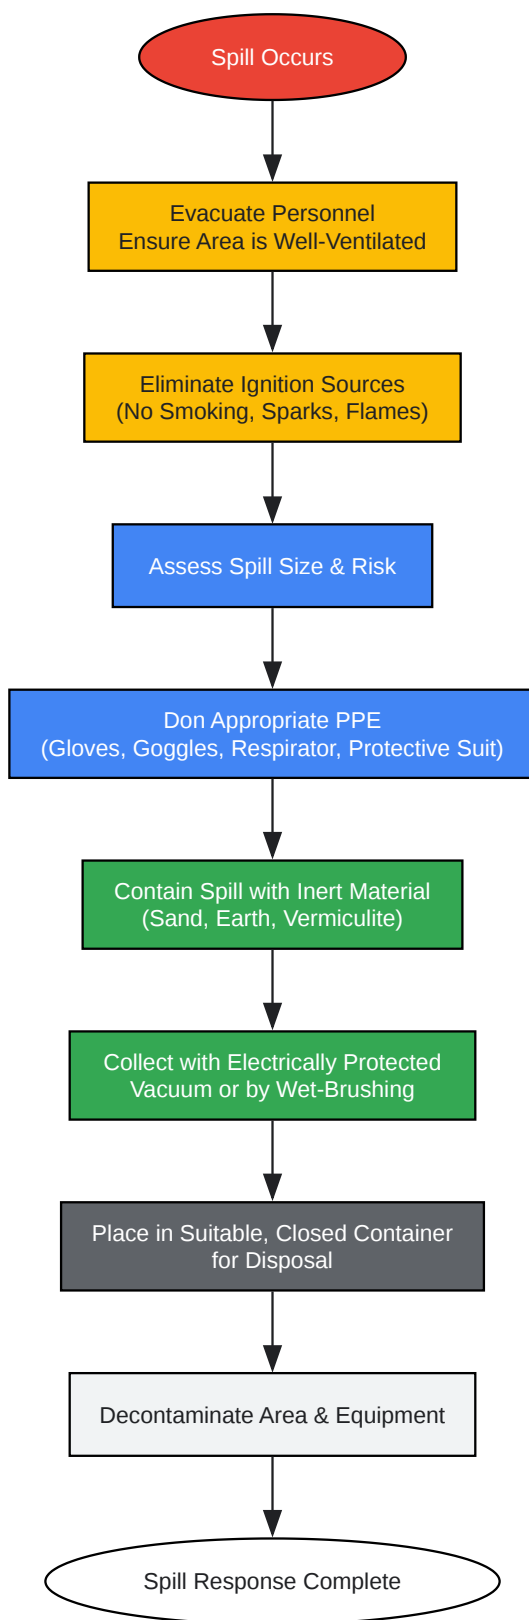 Spill Occurs
Evacuate Personnel
Ensure Area is Well-Ventilated
Eliminate Ignition Sources
(No Smoking, Sparks, Flames)
Assess Spill Size & Risk
Don Appropriate PPE
(Gloves, Goggles, Respirator, Protective Suit)
Contain Spill with Inert Material
(Sand, Earth, Vermiculite)
Collect with Electrically Protected
Vacuum or by Wet-Brushing
Place in Suitable, Closed Container
for Disposal
Decontaminate Area & Equipment
Spill Response Complete